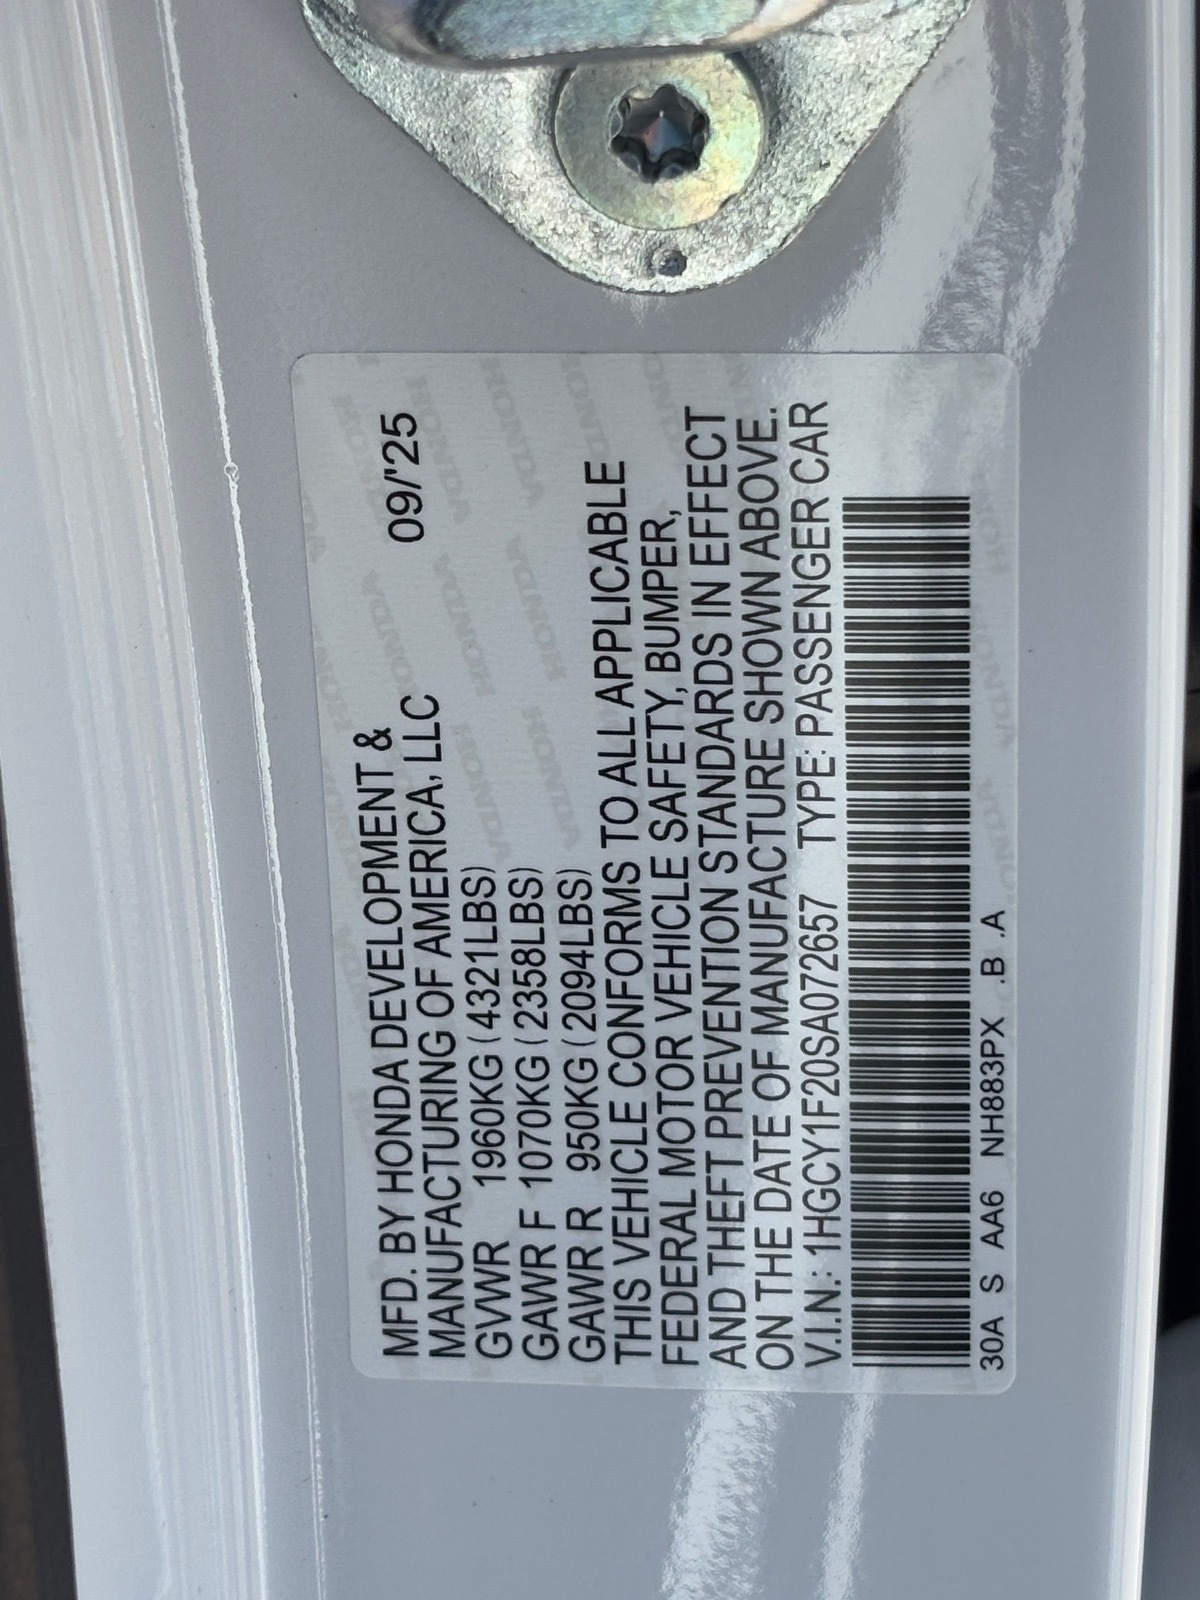 MFD. BY HONDA DEVELOPMENT &
MANUFACTURING OF AMERICA, LLC 09/'25
GVWR 1960KG (4321LBS)
GAWR F 1070KG (2358LBS)
GAWR R 950KG (2094LBS)
THIS VEHICLE CONFORMS TO ALL APPLICABLE
FEDERAL MOTOR VEHICLE SAFETY, BUMPER,
AND THEFT PREVENTION STANDARDS IN EFFECT
ON THE DATE OF MANUFACTURE SHOWN ABOVE.
V.I.N.: 1HGCY1F20SA072657 TYPE: PASSENGER CAR
30A S AA6 NH883PX .B .A